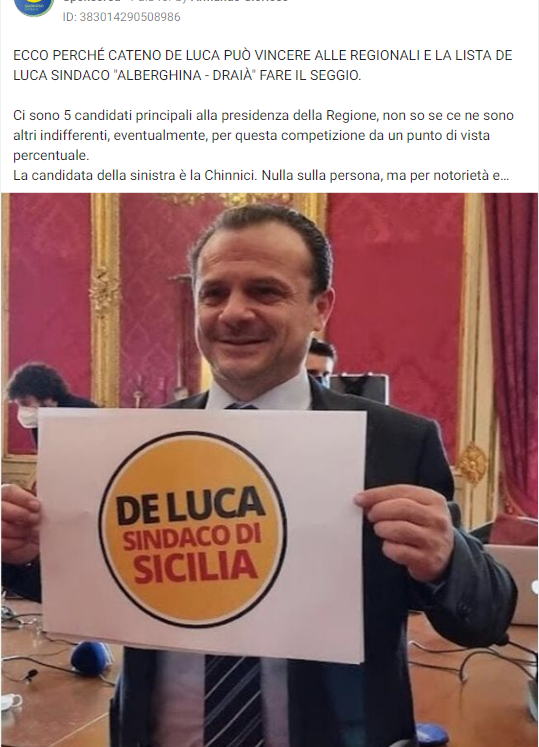 ID: 383014290508986
ECCO PERCHÉ CATENO DE LUCA PUÒ VINCERE ALLE REGIONALI E LA LISTA DE
LUCA SINDACO "ALBERGHINA - DRAIÀ" FARE IL SEGGIO.
Ci sono 5 candidati principali alla presidenza della Regione, non so se ce ne sono
altri indifferenti, eventualmente, per questa competizione da un punto di vista
percentuale.
La candidata della sinistra è la Chinnici. Nulla sulla persona, ma per notorietà e...
DE LUCA
SINDACO DI
SICILIA